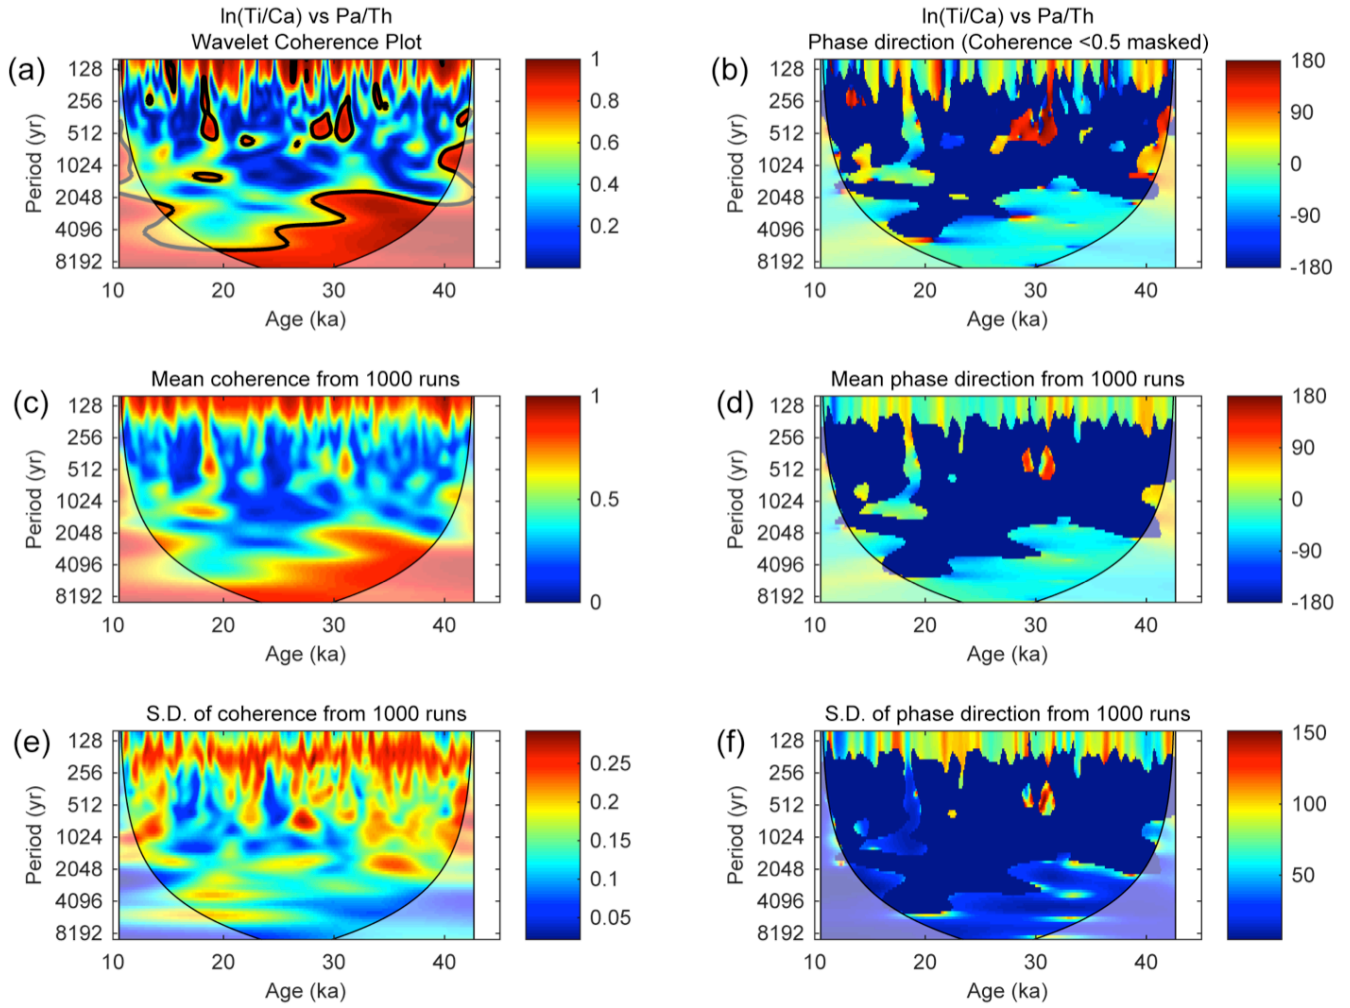 ln(Ti/Ca) vs Pa/Th
Wavelet Coherence Plot
(a)
128
256
512
1024
2048
4096
8192
Period (yr)
10 20 30 40
Age (ka)
1
0.8
0.6
0.4
0.2
ln(Ti/Ca) vs Pa/Th
Phase direction (Coherence <0.5 masked)
(b)
128
256
512
1024
2048
4096
8192
Period (yr)
10 20 30 40
Age (ka)
180
90
0
-90
-180
Mean coherence from 1000 runs
(c)
128
256
512
1024
2048
4096
8192
Period (yr)
10 20 30 40
Age (ka)
1
0.5
0
Mean phase direction from 1000 runs
(d)
128
256
512
1024
2048
4096
8192
Period (yr)
10 20 30 40
Age (ka)
180
90
0
-90
-180
S.D. of coherence from 1000 runs
(e)
128
256
512
1024
2048
4096
8192
Period (yr)
10 20 30 40
Age (ka)
0.25
0.2
0.15
0.1
0.05
S.D. of phase direction from 1000 runs
(f)
128
256
512
1024
2048
4096
8192
Period (yr)
10 20 30 40
Age (ka)
150
100
50